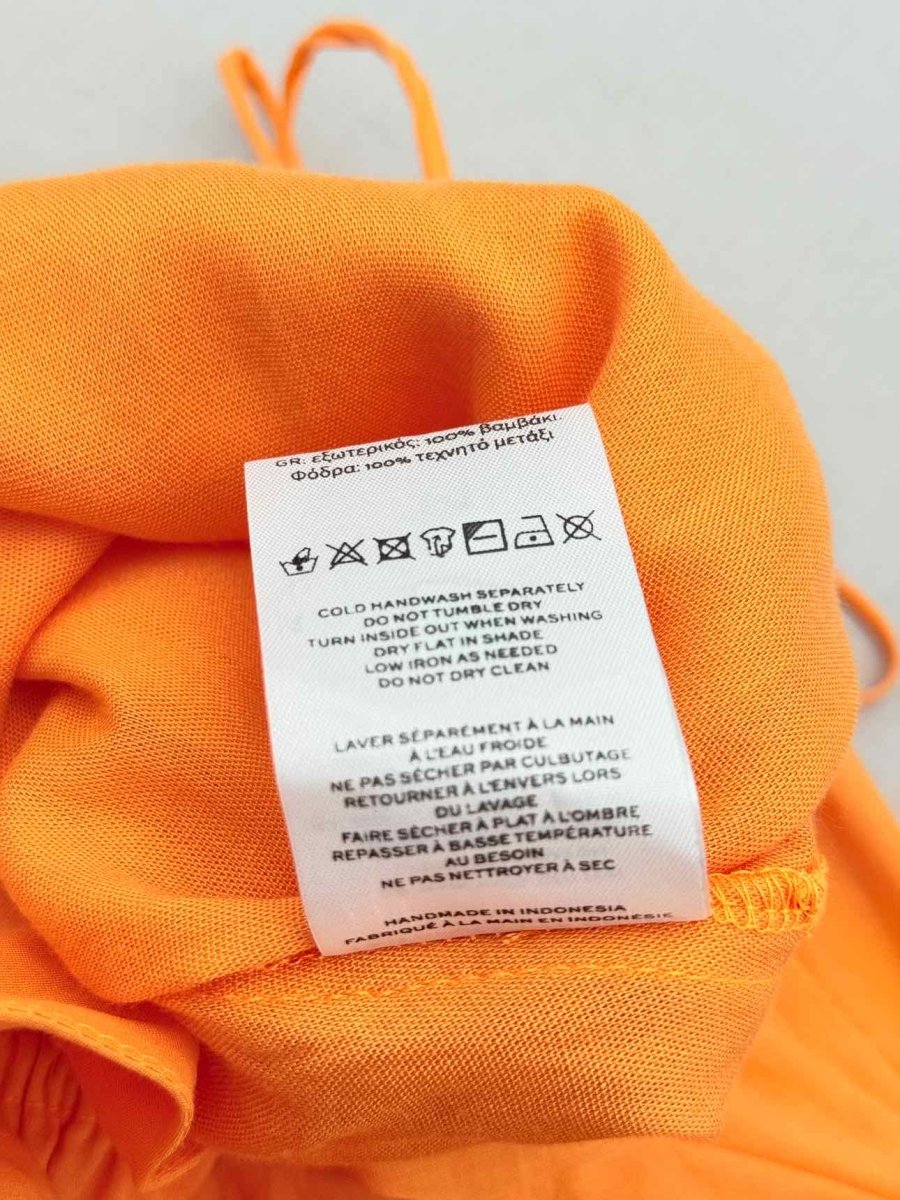 GR: εξωτερικός: 100% βαμβάκι.
Φόδρα: 100% τεχνητό μετάξι
COLD HANDWASH SEPARATELY
DO NOT TUMBLE DRY
TURN INSIDE OUT WHEN WASHING
DRY FLAT IN SHADE
LOW IRON AS NEEDED
DO NOT DRY CLEAN
LAVER SÉPARÉMENT À LA MAIN
À L'EAU FROIDE
NE PAS SÈCHER PAR CULBUTAGE
RETOURNER À L'ENVERS LORS
DU LAVAGE
FAIRE SÈCHER À PLAT À L'OMBRE
REPASSER À BASSE TEMPÉRATURE
AU BESOIN
NE PAS NETTROYER À SEC
HANDMADE IN INDONESIA
FABRIQUÉ À LA MAIN EN INDONÉSIE